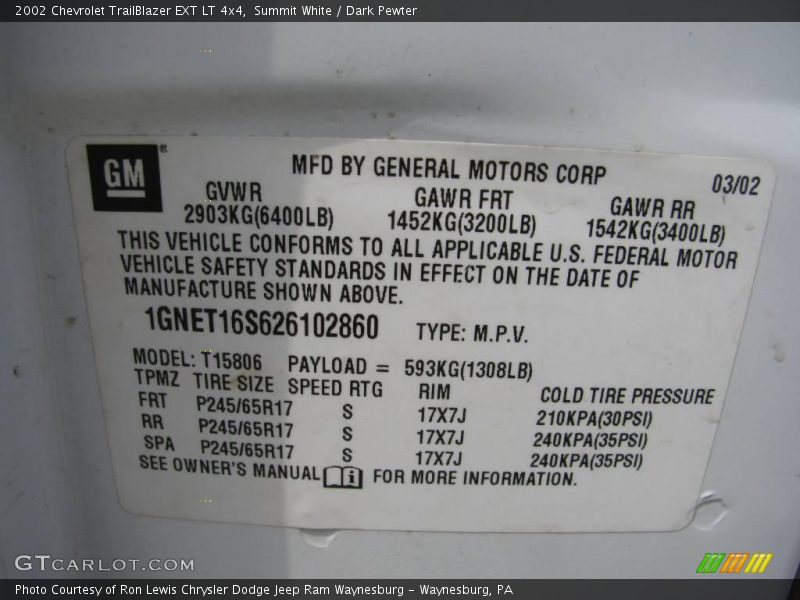 2002 Chevrolet TrailBlazer EXT LT 4x4, Summit White / Dark Pewter
GM®
MFD BY GENERAL MOTORS CORP
03/02
GVWR GAWR FRT GAWR RR
2903KG(6400LB) 1452KG(3200LB) 1542KG(3400LB)
THIS VEHICLE CONFORMS TO ALL APPLICABLE U.S. FEDERAL MOTOR
VEHICLE SAFETY STANDARDS IN EFFECT ON THE DATE OF
MANUFACTURE SHOWN ABOVE.
1GNET16S626102860 TYPE: M.P.V.
MODEL: T15806 PAYLOAD = 593KG(1308LB)
TPMZ TIRE SIZE SPEED RTG RIM COLD TIRE PRESSURE
FRT P245/65R17 S 17X7J 210KPA(30PSI)
RR P245/65R17 S 17X7J 240KPA(35PSI)
SPA P245/65R17 S 17X7J 240KPA(35PSI)
SEE OWNER'S MANUAL i FOR MORE INFORMATION.
GTCARLOT.COM
Photo Courtesy of Ron Lewis Chrysler Dodge Jeep Ram Waynesburg – Waynesburg, PA